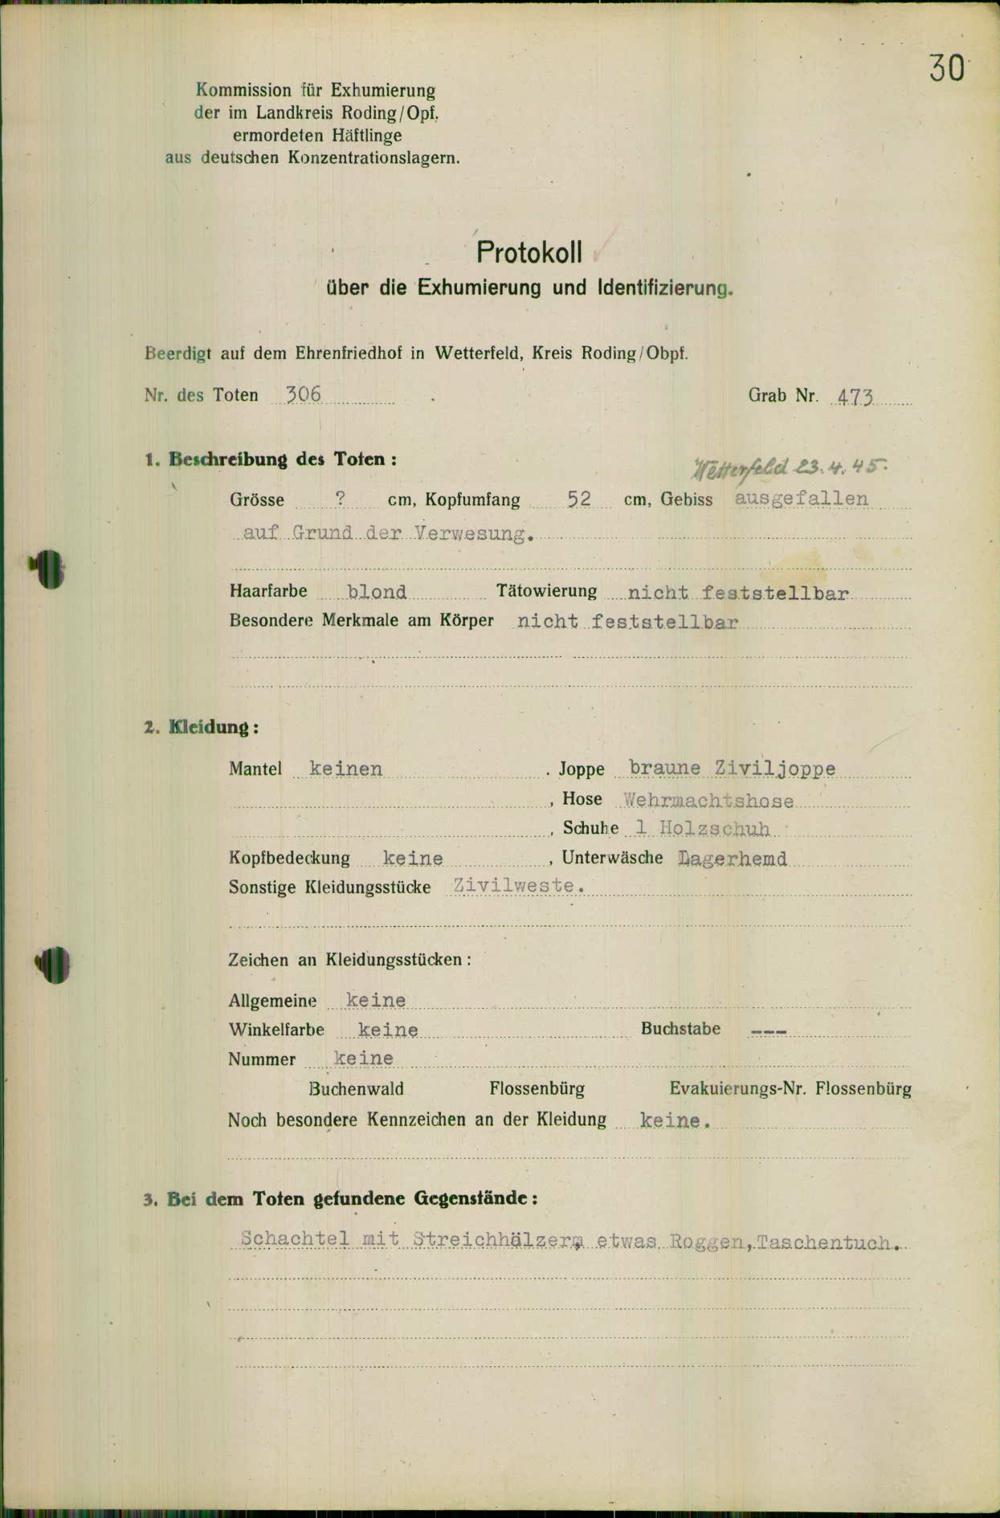 30
Kommission für Exhumierung
der im Landkreis Roding/Opf.
ermordeten Häftlinge
aus deutschen Konzentrationslagern.
Protokoll
über die Exhumierung und Identifizierung.
Beerdigt auf dem Ehrenfriedhof in Wetterfeld, Kreis Roding/Obpf.
Nr. des Toten 306 Grab Nr. 473
1. Beschreibung des Toten:
Wetterfeld 23.4.45.
Grösse ? cm, Kopfumfang 52 cm, Gebiss ausgefallen
auf Grund der Verwesung.
Haarfarbe blond Tätowierung nicht feststellbar
Besondere Merkmale am Körper nicht feststellbar
2. Kleidung:
Mantel keinen . Joppe braune Ziviljoppe
, Hose Wehrmachtshose
, Schuhe 1 Holzschuh
Kopfbedeckung keine , Unterwäsche Lagerhemd
Sonstige Kleidungsstücke Zivilweste.
Zeichen an Kleidungsstücken:
Allgemeine keine
Winkelfarbe keine Buchstabe ---
Nummer keine
Buchenwald Flossenbürg Evakuierungs-Nr. Flossenbürg
Noch besondere Kennzeichen an der Kleidung keine.
3. Bei dem Toten gefundene Gegenstände:
Schachtel mit Streichhälzern, etwas Roggen, Taschentuch.